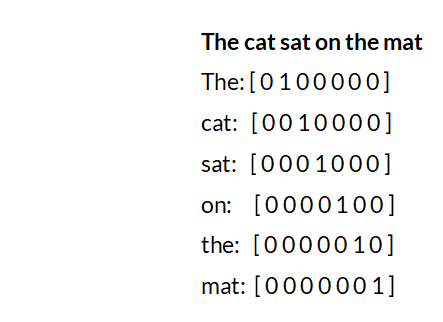 The cat sat on the mat
The: [ 0 1 0 0 0 0 0 ]
cat: [ 0 0 1 0 0 0 0 ]
sat: [ 0 0 0 1 0 0 0 ]
on: [ 0 0 0 0 1 0 0 ]
the: [ 0 0 0 0 0 1 0 ]
mat: [ 0 0 0 0 0 0 1 ]